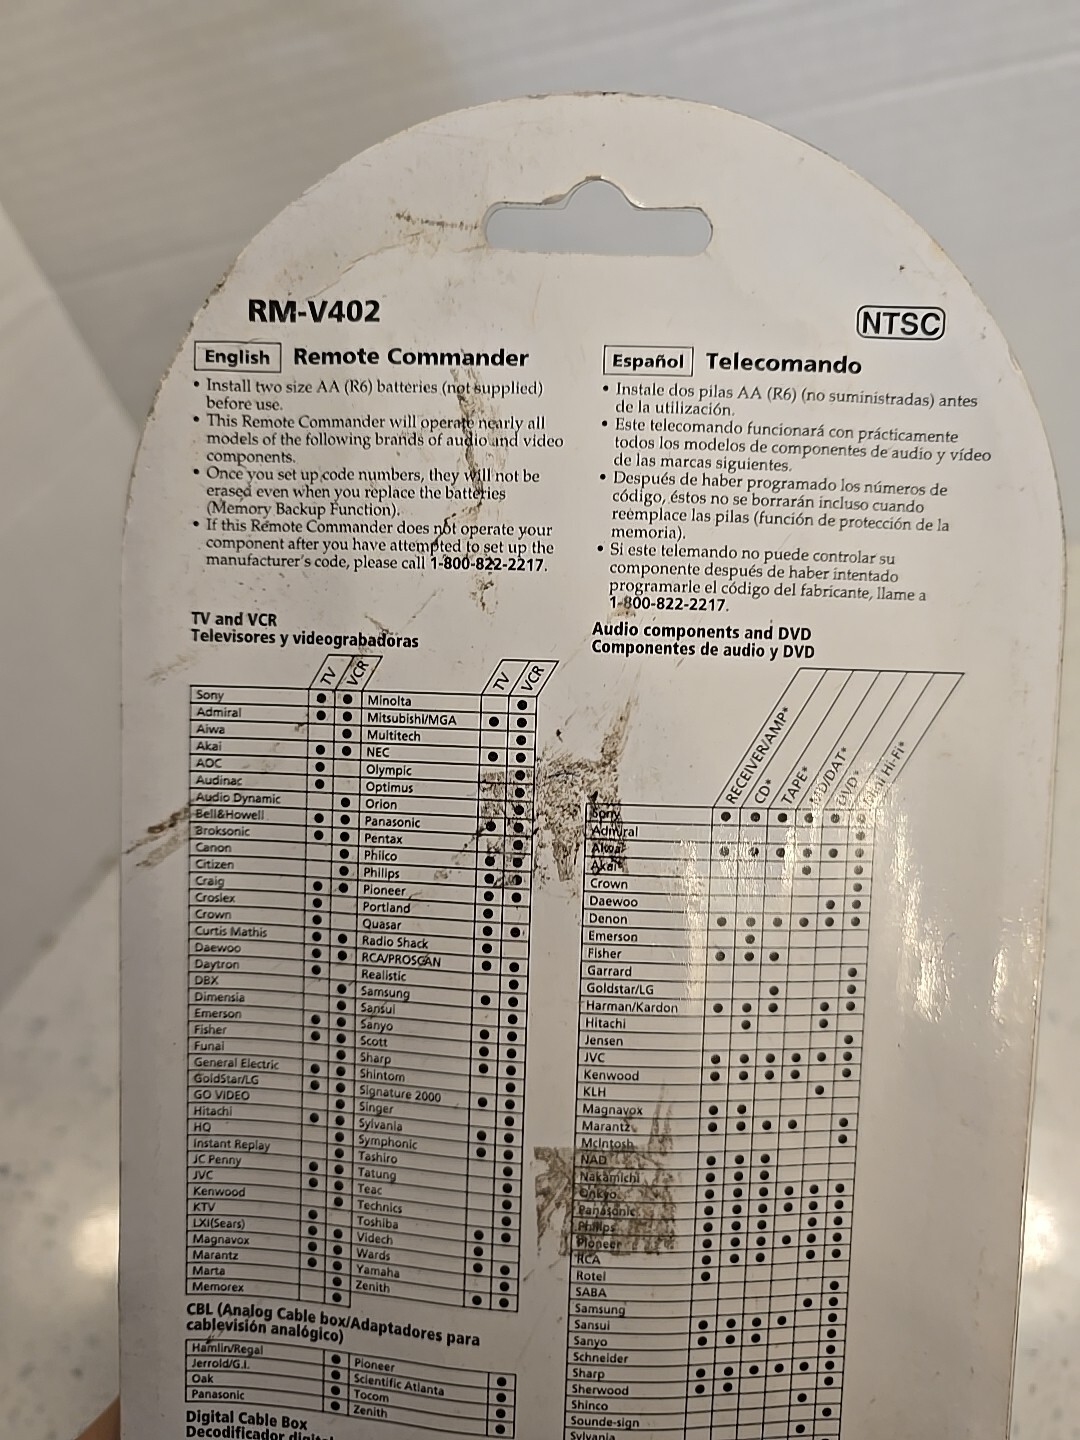 RM-V402
NTSC
English Remote Commander
• Install two size AA (R6) batteries (not supplied)
before use.
• This Remote Commander will operate nearly all
models of the following brands of audio and video
components.
• Once you set up code numbers, they will not be
erased even when you replace the batteries
(Memory Backup Function).
• If this Remote Commander does not operate your
component after you have attempted to set up the
manufacturer's code, please call 1-800-822-2217.
Español Telecomando
• Instale dos pilas AA (R6) (no suministradas) antes
de la utilización.
• Este telecomando funcionará con prácticamente
todos los modelos de componentes de audio y vídeo
de las marcas siguientes.
• Después de haber programado los números de
código, éstos no se borrarán incluso cuando
reemplace las pilas (función de protección de la
memoria).
• Si este telemando no puede controlar su
componente después de haber intentado
programarle el código del fabricante, llame a
1-800-822-2217.
TV and VCR
Televisores y videograbadoras
TV VCR
Sony
Admiral
Aiwa
Akai
AOC
Audinac
Audio Dynamic
Bell&Howell
Broksonic
Canon
Citizen
Craig
Croslex
Crown
Curtis Mathis
Daewoo
Daytron
DBX
Dimensia
Emerson
Fisher
Funai
General Electric
GoldStar/LG
GO VIDEO
Hitachi
HQ
Instant Replay
JC Penny
JVC
Kenwood
KTV
LXI(Sears)
Magnavox
Marantz
Marta
Memorex
TV VCR
Minolta
Mitsubishi/MGA
Multitech
NEC
Olympic
Optimus
Orion
Panasonic
Pentax
Philco
Philips
Pioneer
Portland
Quasar
Radio Shack
RCA/PROSCAN
Realistic
Samsung
Sansui
Sanyo
Scott
Sharp
Shintom
Signature 2000
Singer
Sylvania
Symphonic
Tashiro
Tatung
Teac
Technics
Toshiba
Videch
Wards
Yamaha
Zenith
CBL (Analog Cable box/Adaptadores para
cablevisión analógico)
Hamlin/Regal
Jerrold/G.I.
Oak
Panasonic
Pioneer
Scientific Atlanta
Tocom
Zenith
Digital Cable Box
Decodificador
Audio components and DVD
Componentes de audio y DVD
RECEIVER/AMP*
CD*
TAPE*
MD/DAT*
DVD*
Mini Hi-Fi*
Sony
Admiral
Aiwa
Akai
Crown
Daewoo
Denon
Emerson
Fisher
Garrard
Goldstar/LG
Harman/Kardon
Hitachi
Jensen
JVC
Kenwood
KLH
Magnavox
Marantz
McIntosh
NAD
Nakamichi
Onkyo
Panasonic
Philips
Pioneer
RCA
Rotel
SABA
Samsung
Sansui
Sanyo
Schneider
Sharp
Sherwood
Shinco
Sounde-sign
Sylvania